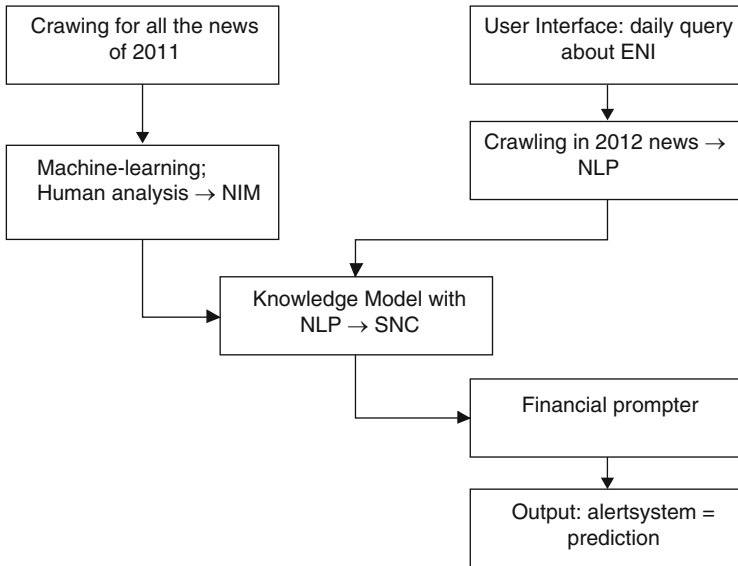 Crawing for all the news
of 2011
User Interface: daily query
about ENI
Machine-learning;
Human analysis → NIM
Crawling in 2012 news →
NLP
Knowledge Model with
NLP → SNC
Financial prompter
Output: alertsystem =
prediction